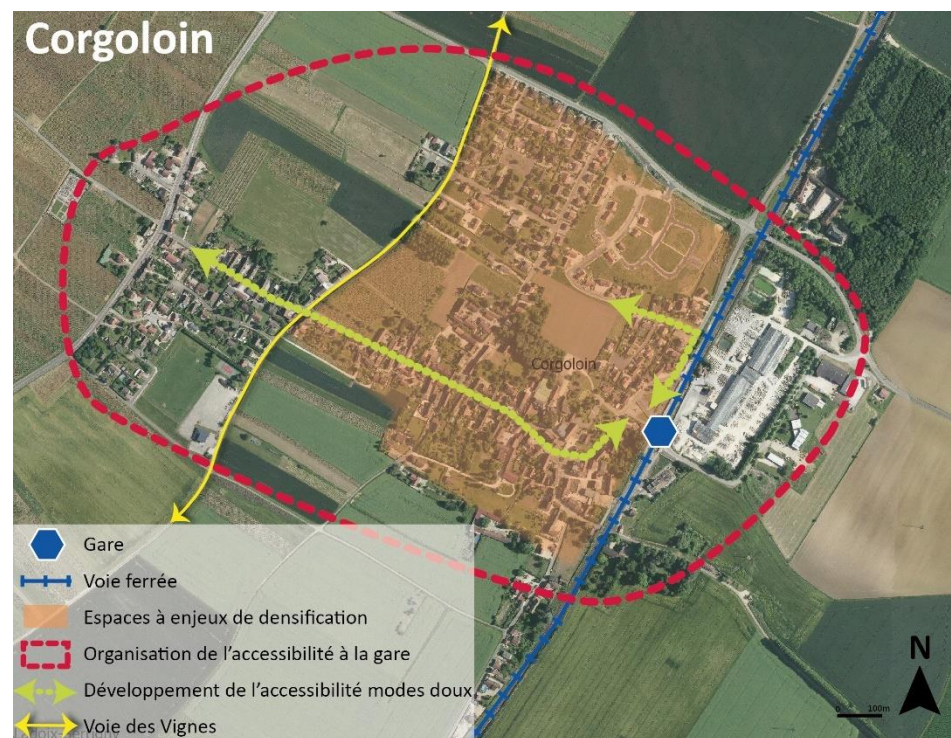 Corgoloin
Corgoloin
Gare
Voie ferrée
Espaces à enjeux de densification
Organisation de l'accessibilité à la gare
Développement de l'accessibilité modes doux
Voie des Vignes
N
0 100m